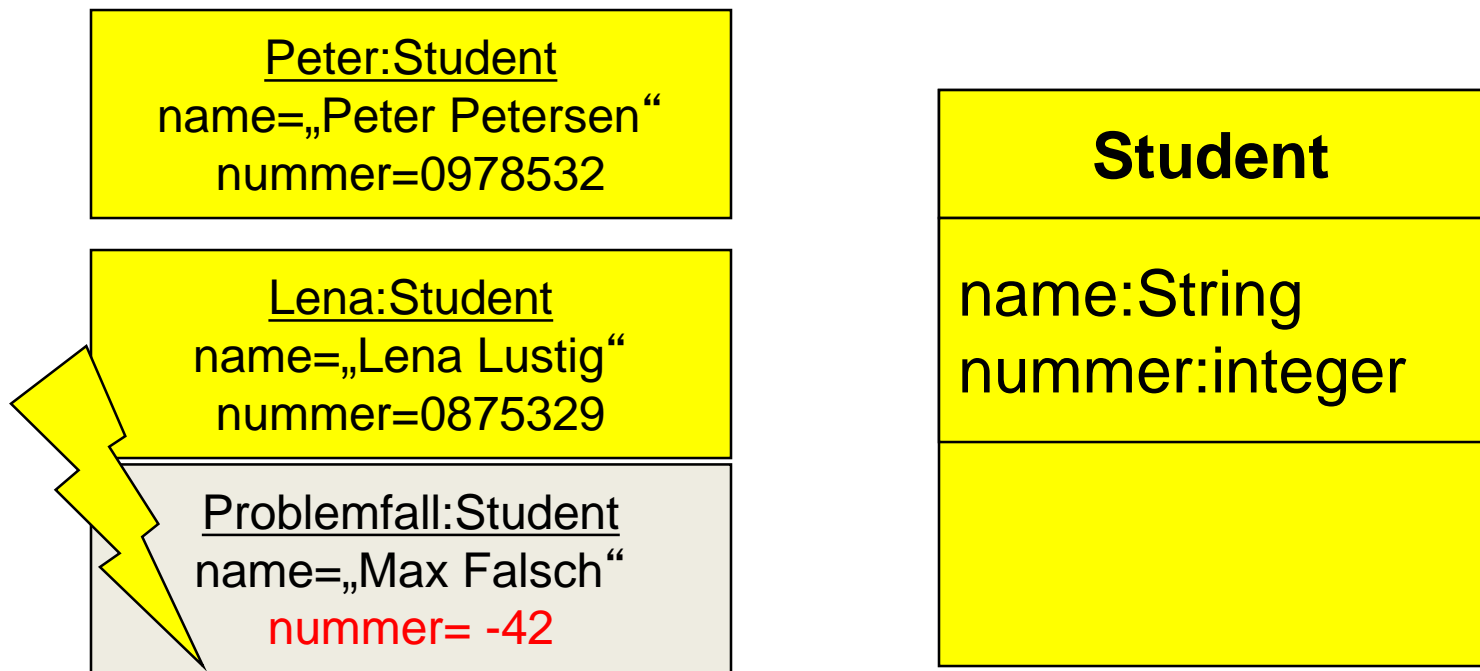 Peter:Student
name=„Peter Petersen“
nummer=0978532
Lena:Student
name=„Lena Lustig“
nummer=0875329
Problemfall:Student
name=„Max Falsch“
nummer= -42
Student
name:String
nummer:integer